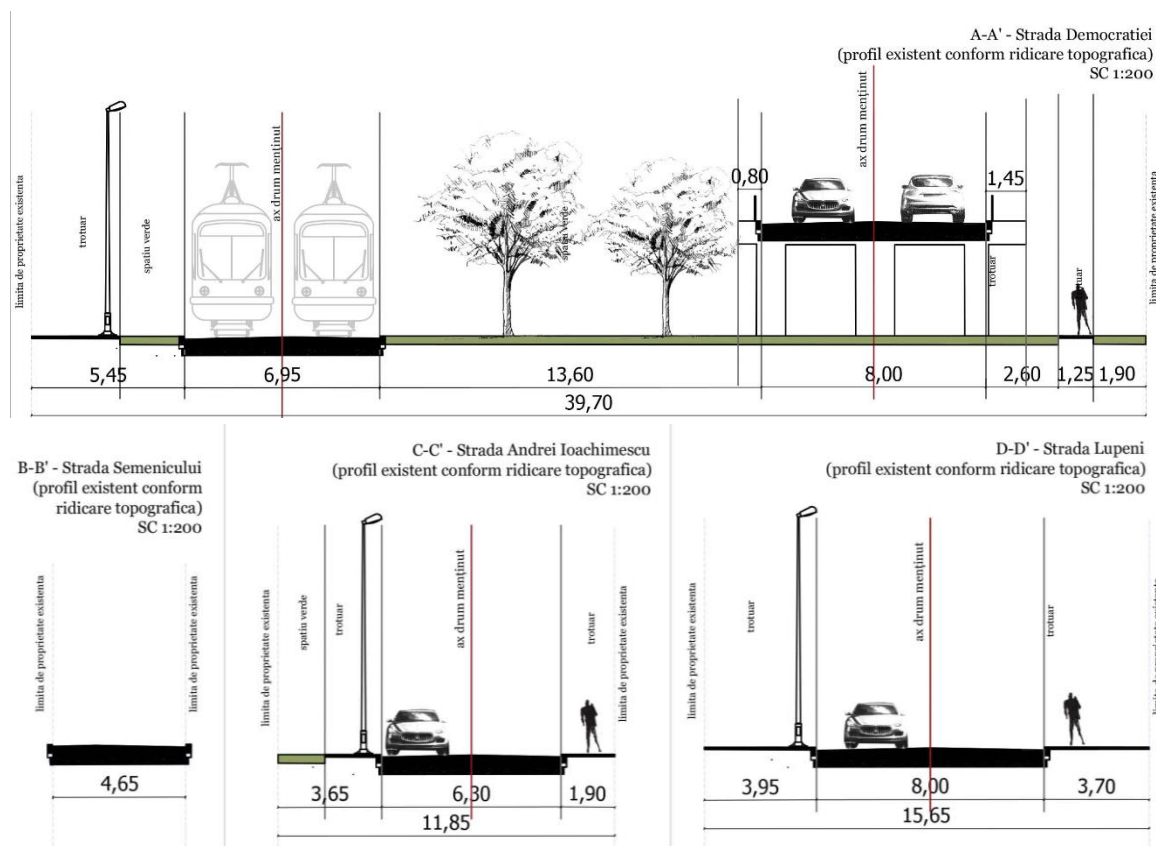 A-A' - Strada Democratiei
(profil existent conform ridicare topografica)
SC 1:200
limita de proprietate existenta
trotuar
spatiu verde
ax drum menținut
spatiu verde
0,80
ax drum menținut
1,45
trotuar
limita de proprietate existenta
5,45
6,95
13,60
8,00
2,60
1,25
1,90
39,70
B-B' - Strada Semenicului
(profil existent conform
ridicare topografica)
SC 1:200
limita de proprietate existenta
limita de proprietate existenta
4,65
C-C' - Strada Andrei Ioachimescu
(profil existent conform ridicare topografica)
SC 1:200
limita de proprietate existenta
spatiu verde
trotuar
ax drum menținut
trotuar
limita de proprietate existenta
3,65
6,30
1,90
11,85
D-D' - Strada Lupeni
(profil existent conform ridicare topografica)
SC 1:200
limita de proprietate existenta
trotuar
ax drum menținut
trotuar
3,95
8,00
3,70
15,65